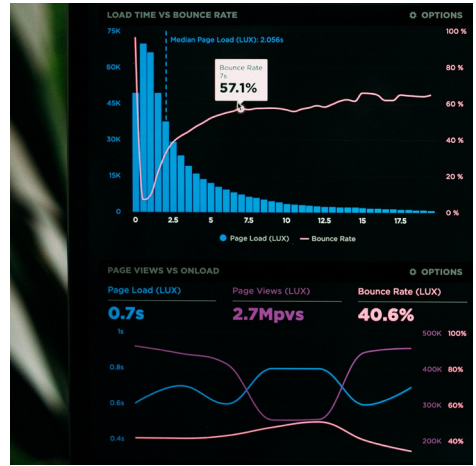 LOAD TIME VS BOUNCE RATE
OPTIONS
75K
100 %
Median Page Load (LUX): 2.056s
60K
80 %
Bounce Rate
7s
57.1%
45K
60 %
30K
40 %
15K
20 %
0
0 %
0 2.5 5 7.5 10 12.5 15 17.5
Page Load (LUX) Bounce Rate
PAGE VIEWS VS ONLOAD
OPTIONS
Page Load (LUX) Page Views (LUX) Bounce Rate (LUX)
0.7s 2.7Mpvs 40.6%
1s
500K 100%
0.8s
400K 80%
0.6s
300K 60%
0.4s
200K 40%